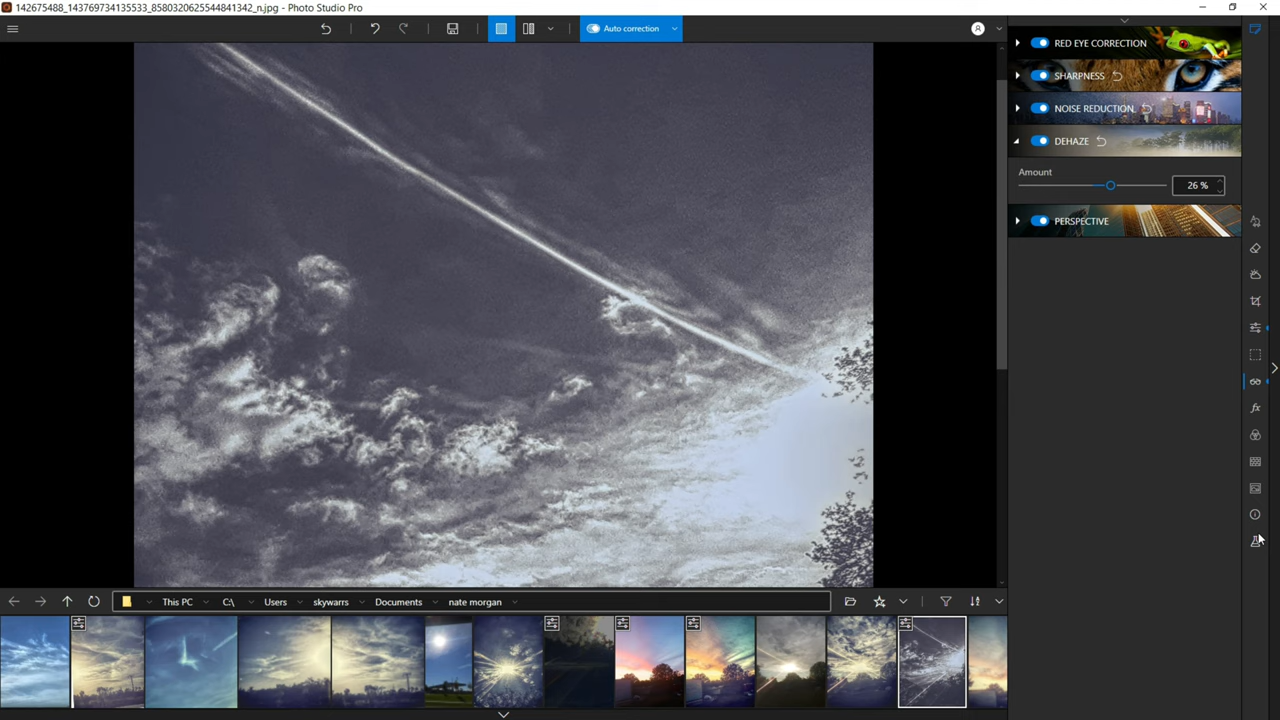 142675488_143769734135533_8580320625544841342_n.jpg - Photo Studio Pro
Auto correction
RED EYE CORRECTION
SHARPNESS
NOISE REDUCTION
DEHAZE
Amount
26 %
PERSPECTIVE
fx
This PC
C:\
Users
skywarrs
Documents
nate morgan